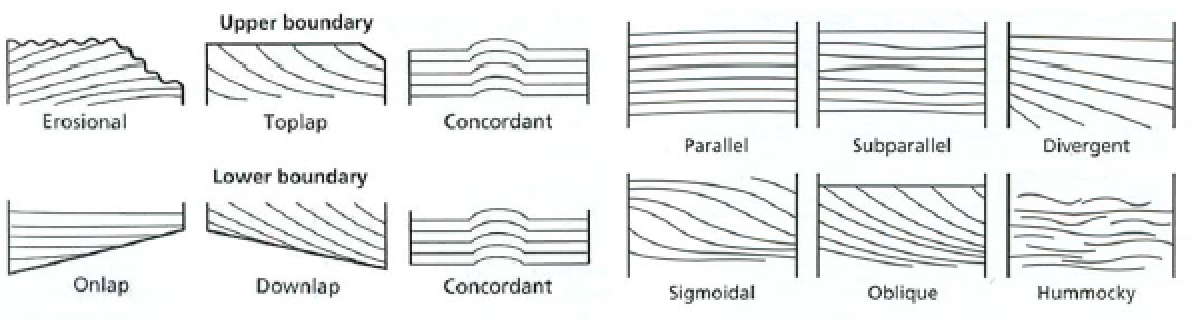 Upper boundary
Erosional
Toplap
Concordant
Lower boundary
Onlap
Downlap
Concordant
Parallel
Subparallel
Divergent
Sigmoidal
Oblique
Hummocky